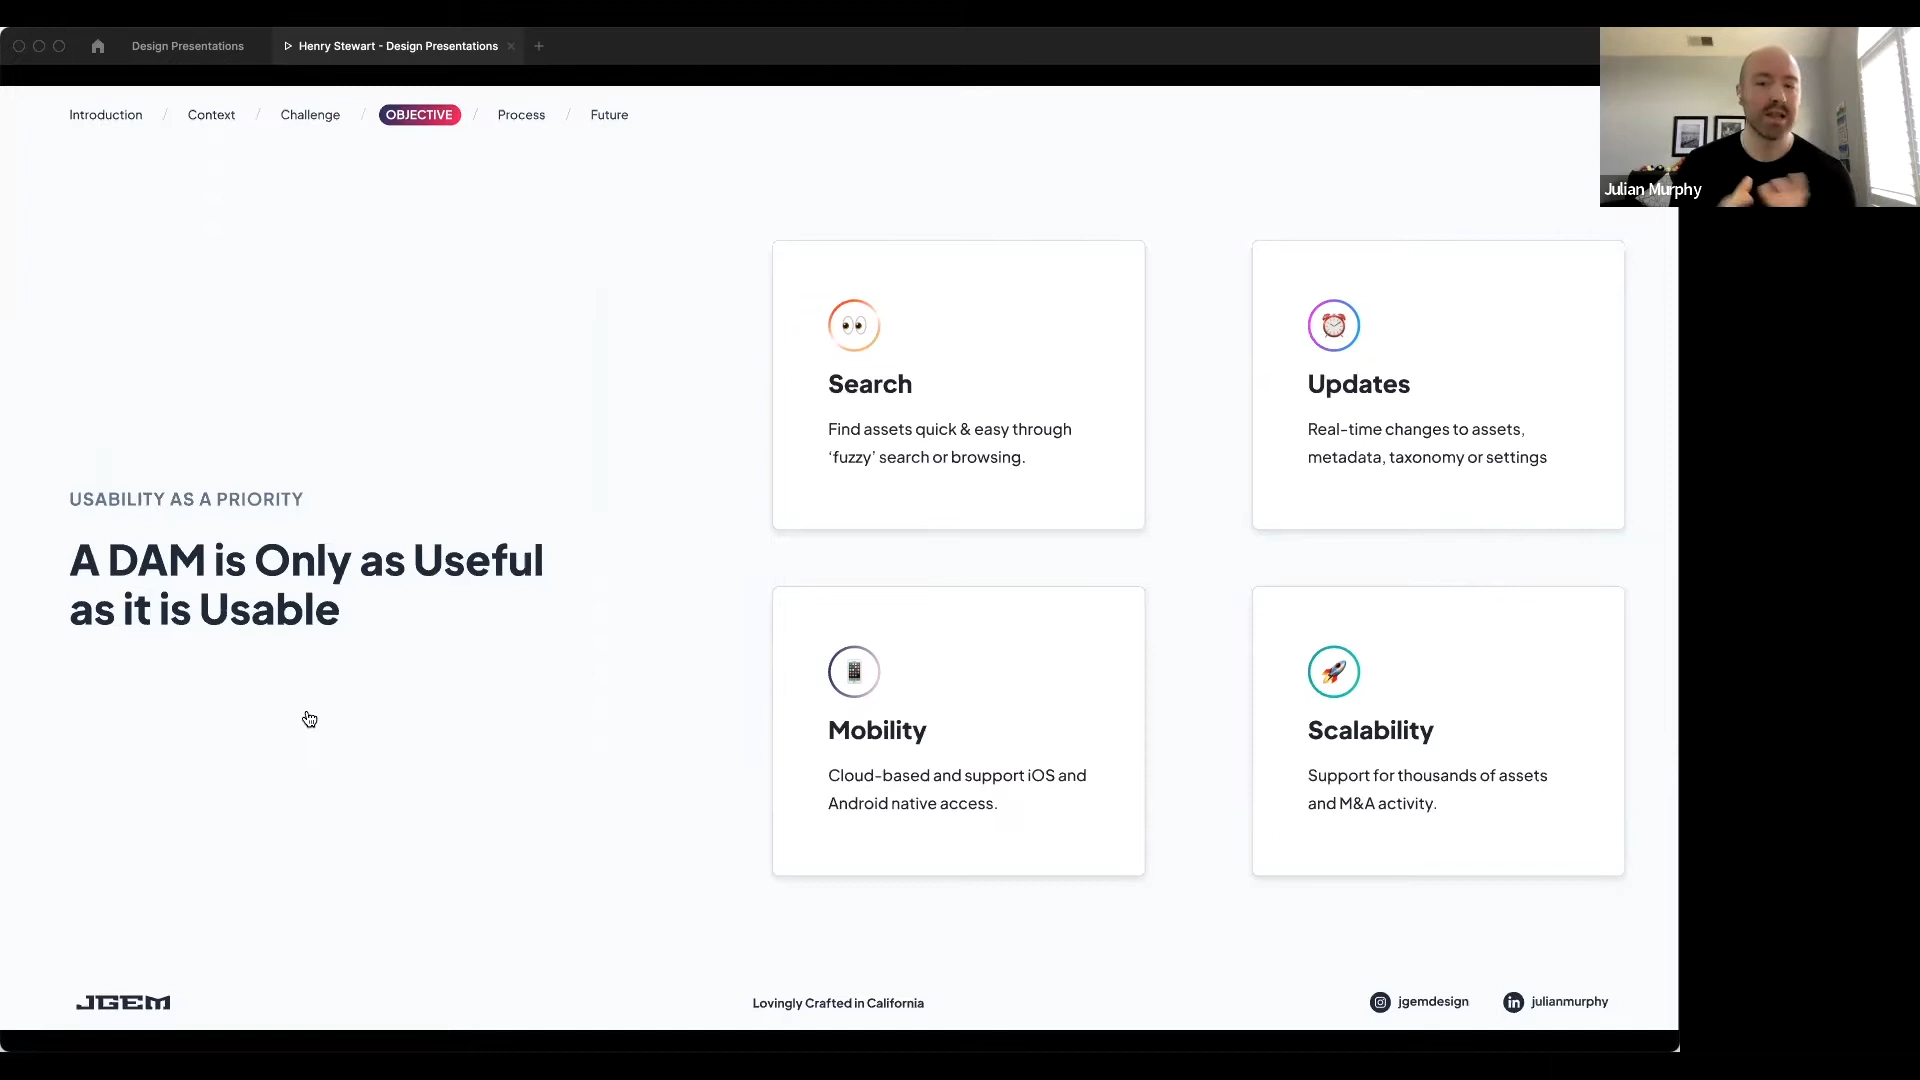 Design Presentations
Henry Stewart - Design Presentations
Introduction / Context / Challenge / OBJECTIVE / Process / Future
Julian Murphy
USABILITY AS A PRIORITY
A DAM is Only as Useful
as it is Usable
Search
Find assets quick & easy through
‘fuzzy’ search or browsing.
Updates
Real-time changes to assets,
metadata, taxonomy or settings
Mobility
Cloud-based and support iOS and
Android native access.
Scalability
Support for thousands of assets
and M&A activity.
JGEM
Lovingly Crafted in California
jgemdesign
in julianmurphy